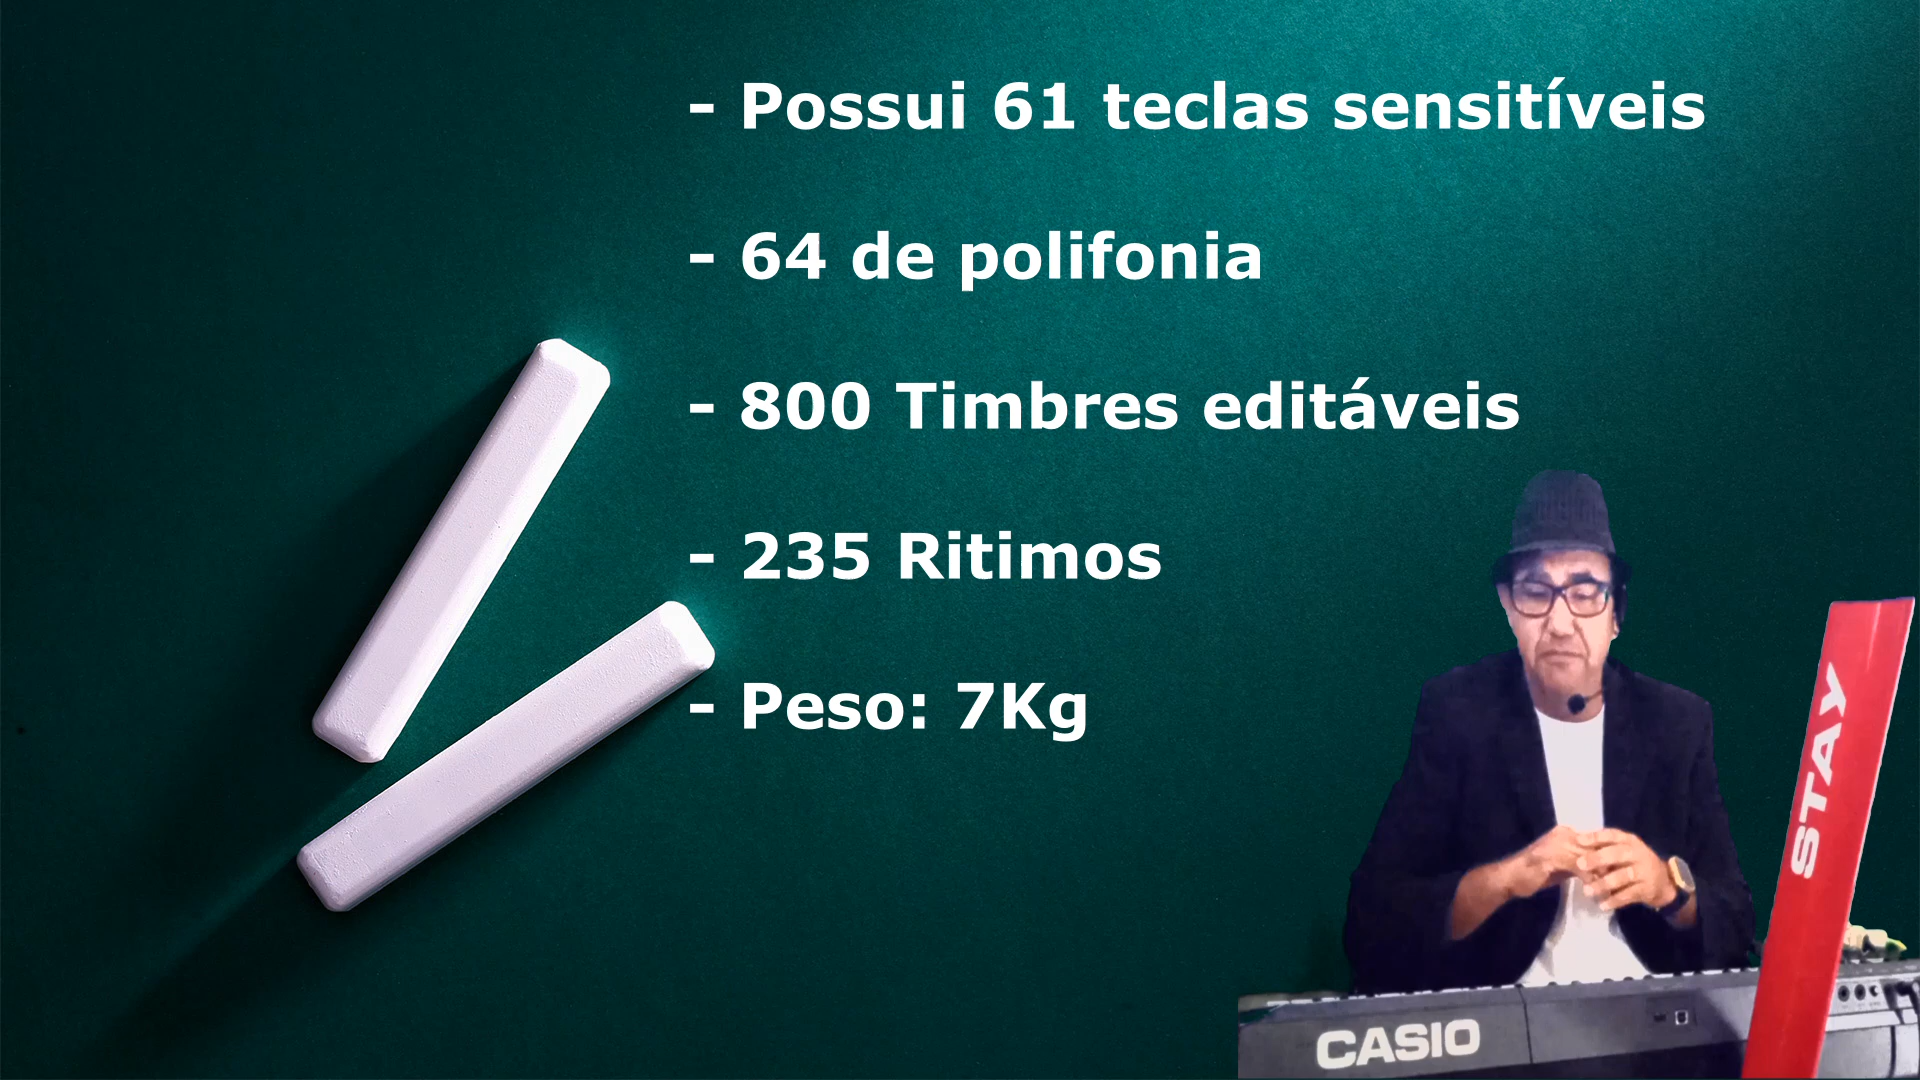 - Possui 61 teclas sensitíveis
- 64 de polifonia
- 800 Timbres editáveis
- 235 Ritimos
- Peso: 7Kg
STAY
CASIO